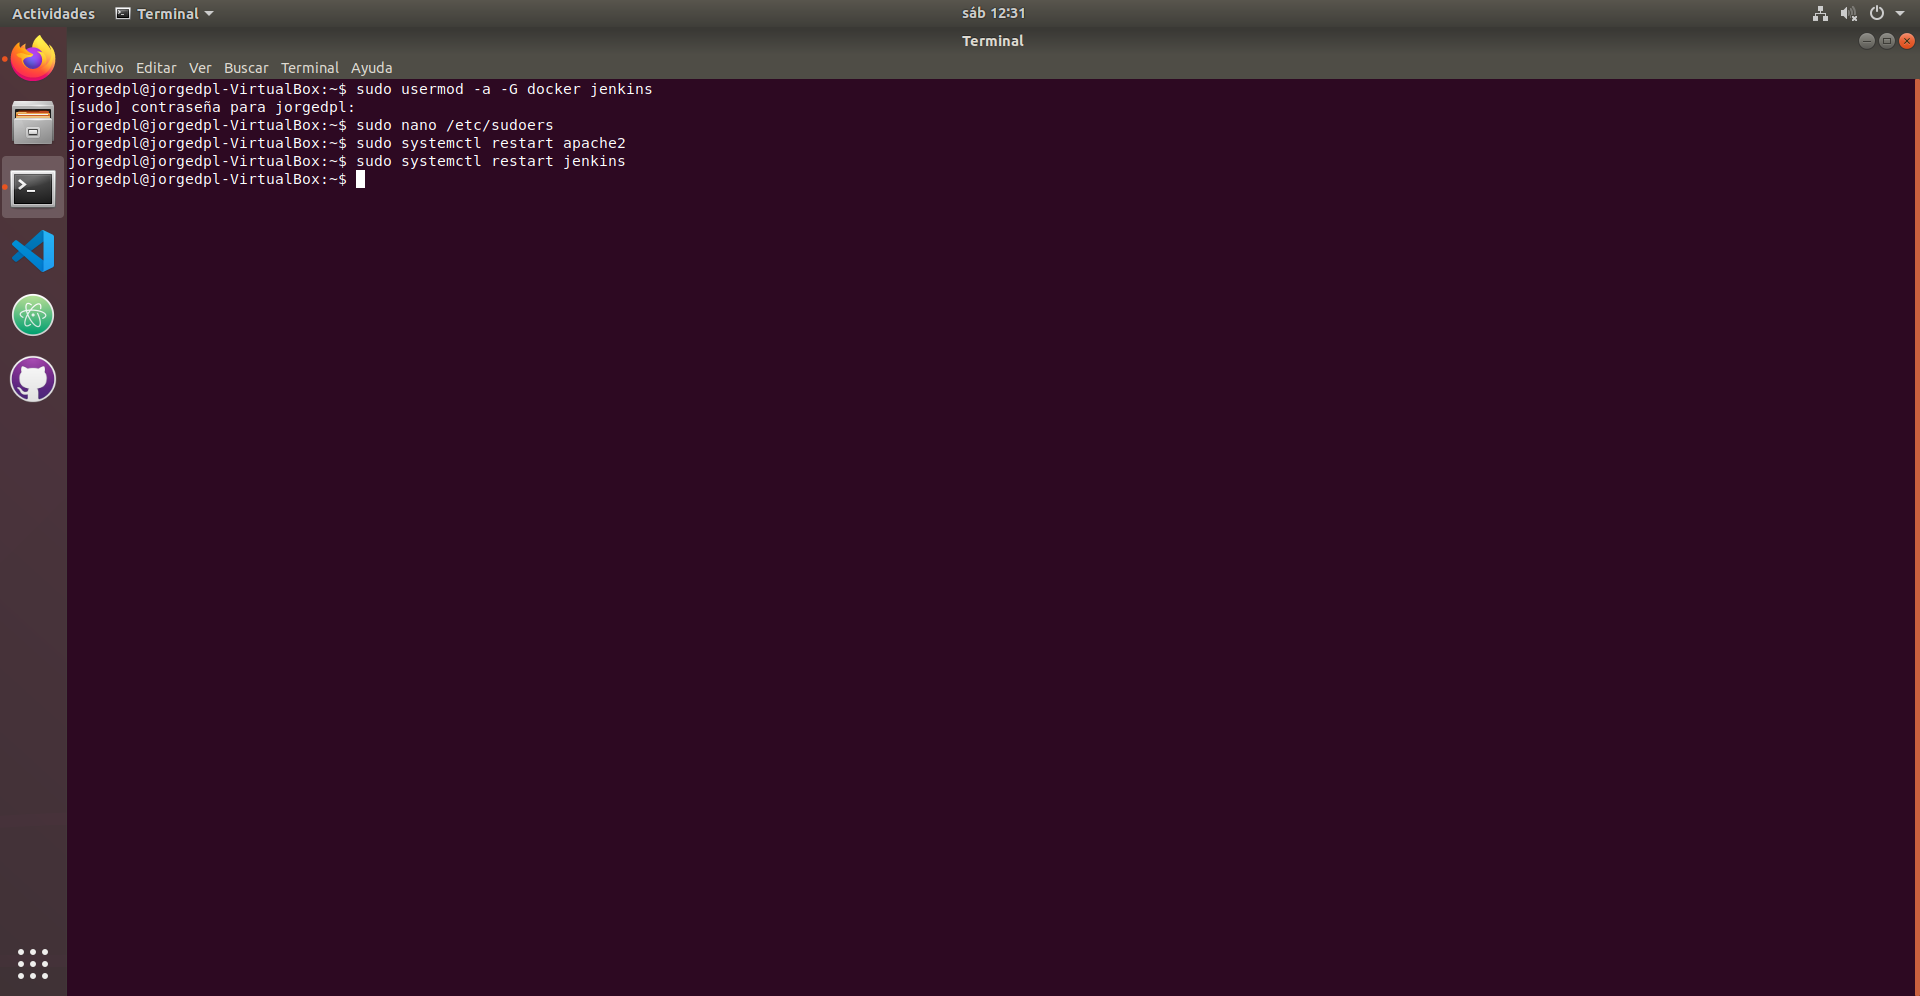 Actividades Terminal sáb 12:31
Terminal
Archivo Editar Ver Buscar Terminal Ayuda
jorgedpl@jorgedpl-VirtualBox:~$ sudo usermod -a -G docker jenkins
[sudo] contraseña para jorgedpl:
jorgedpl@jorgedpl-VirtualBox:~$ sudo nano /etc/sudoers
jorgedpl@jorgedpl-VirtualBox:~$ sudo systemctl restart apache2
jorgedpl@jorgedpl-VirtualBox:~$ sudo systemctl restart jenkins
jorgedpl@jorgedpl-VirtualBox:~$